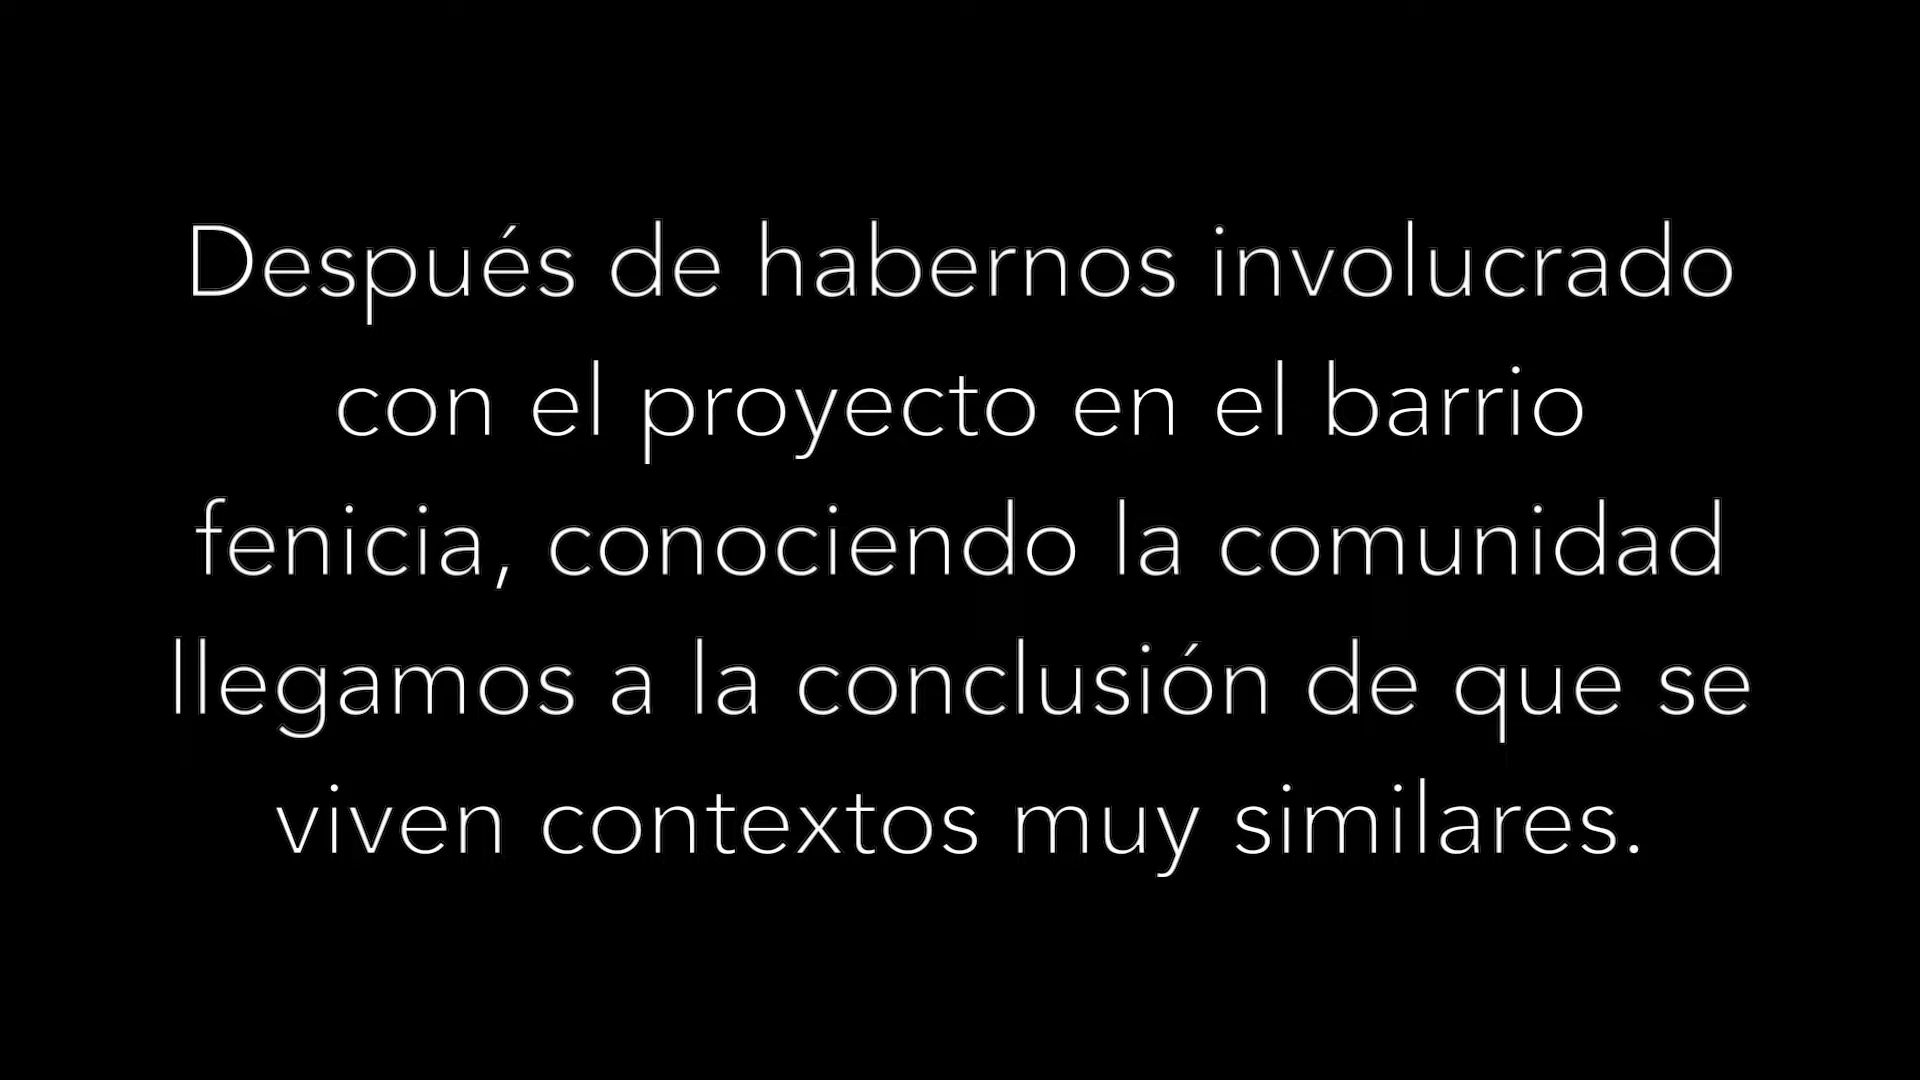 Después de habernos involucrado
con el proyecto en el barrio
fenicia, conociendo la comunidad
llegamos a la conclusión de que se
viven contextos muy similares.